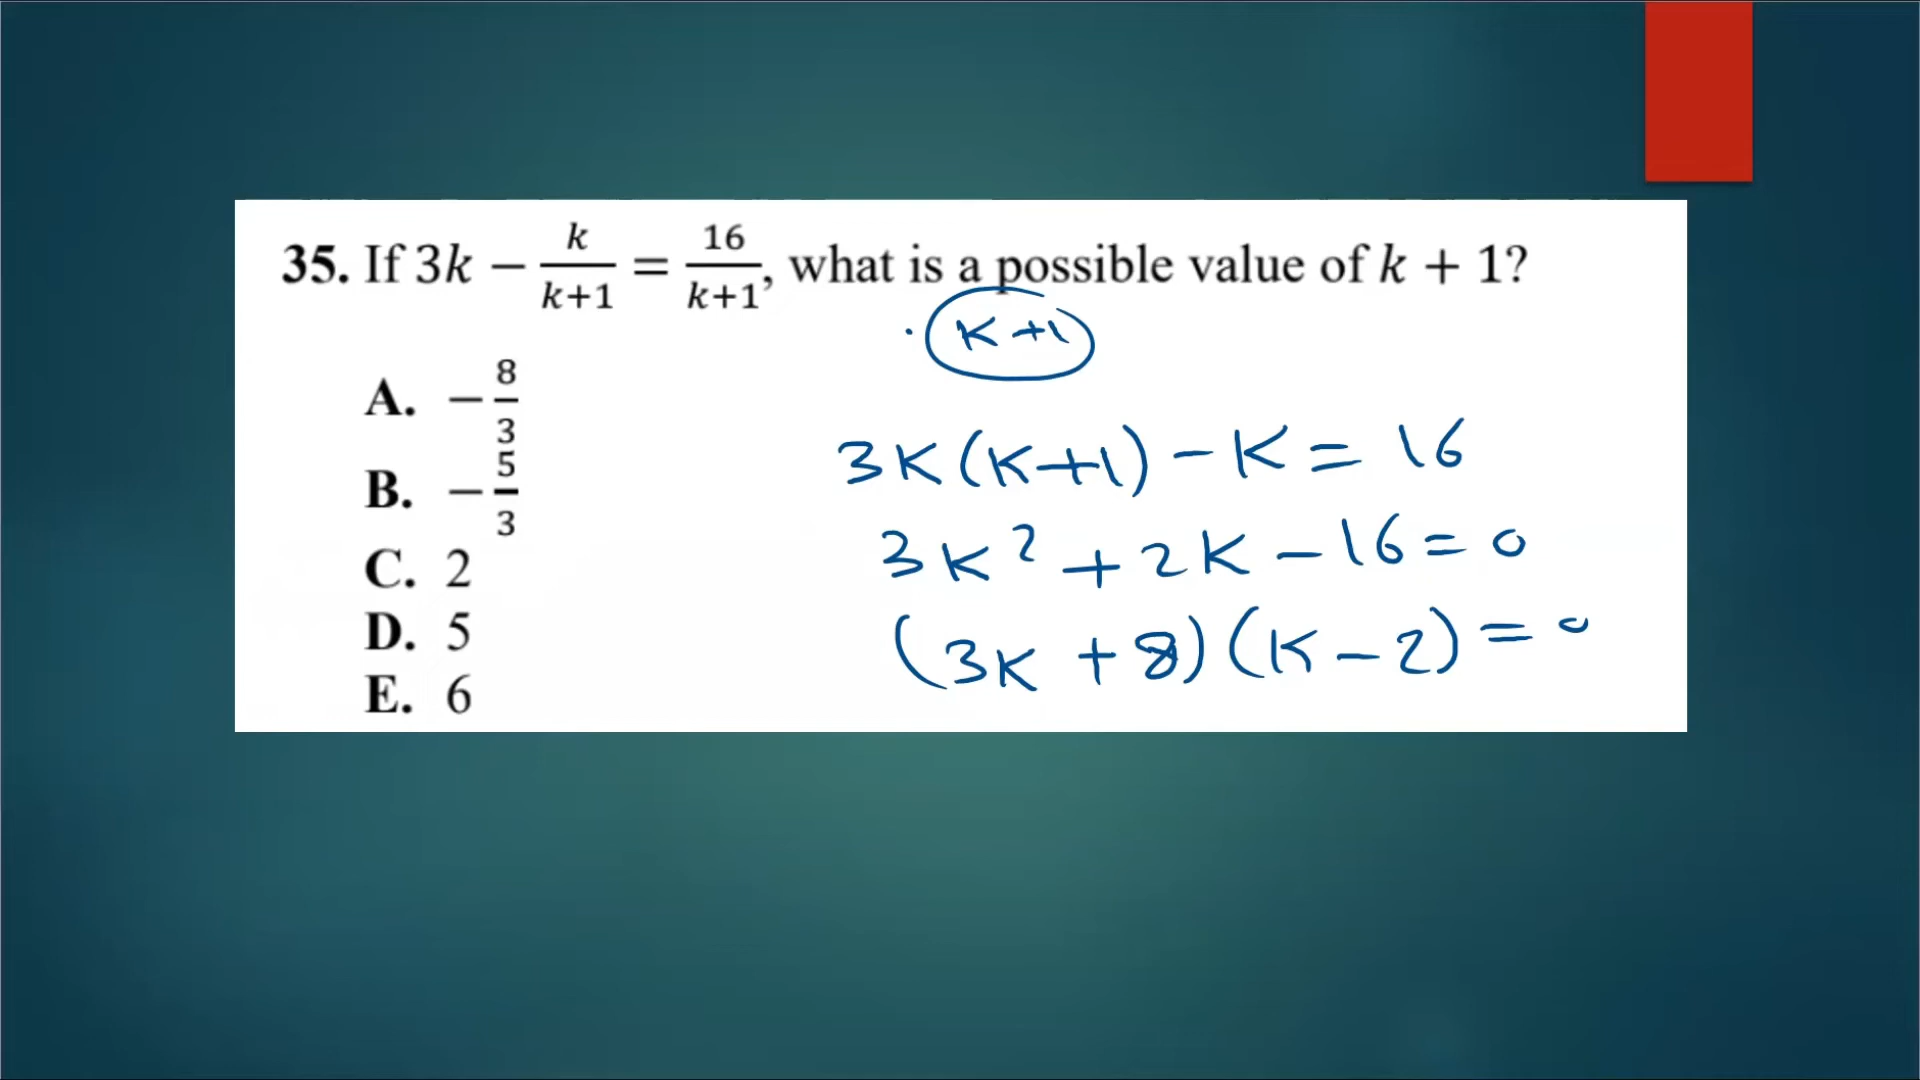 35. If 3k − k/(k+1) = 16/(k+1), what is a possible value of k + 1?
· K+1
A. −8/3
B. −5/3
C. 2
D. 5
E. 6
3K(K+1) − K = 16
3K² + 2K − 16 = 0
(3K + 8)(K − 2) = 0